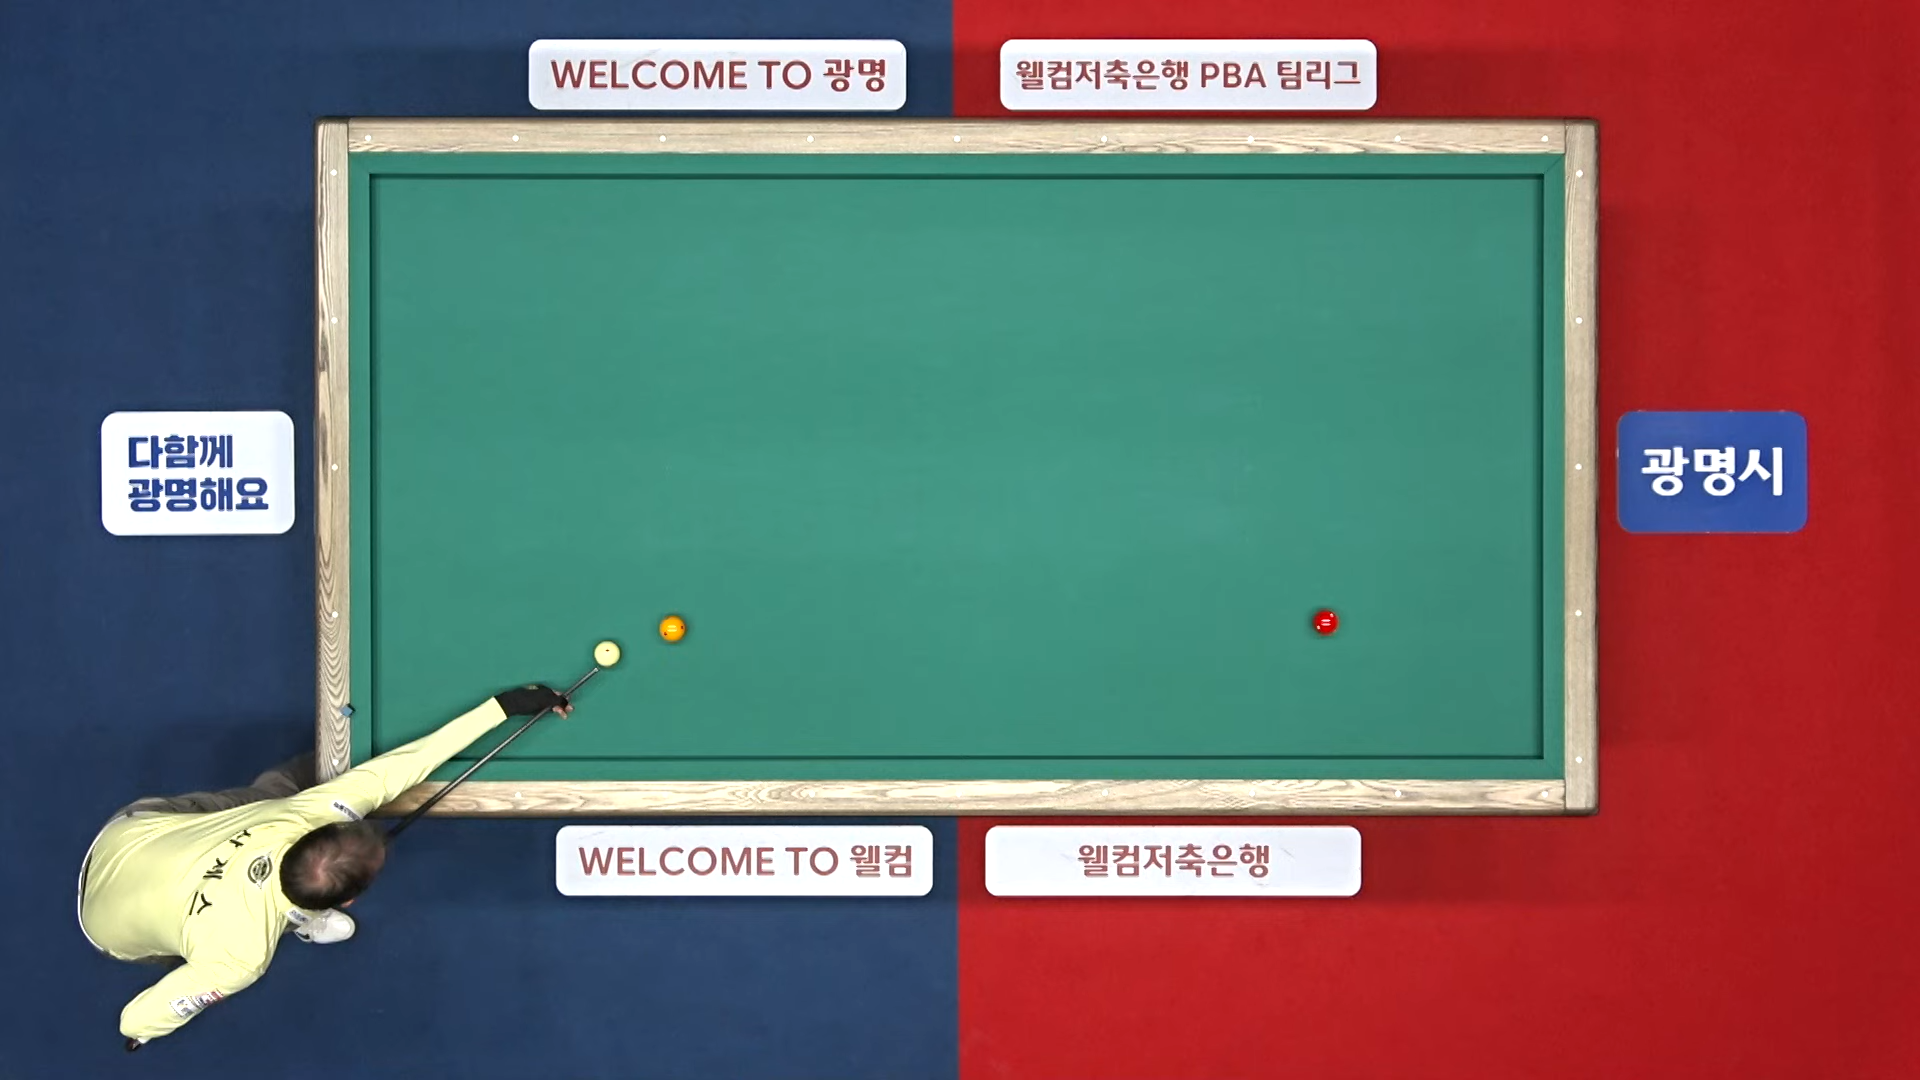 WELCOME TO 광명
웰컴저축은행 PBA 팀리그
다함께
광명해요
광명시
WELCOME TO 웰컴
웰컴저축은행